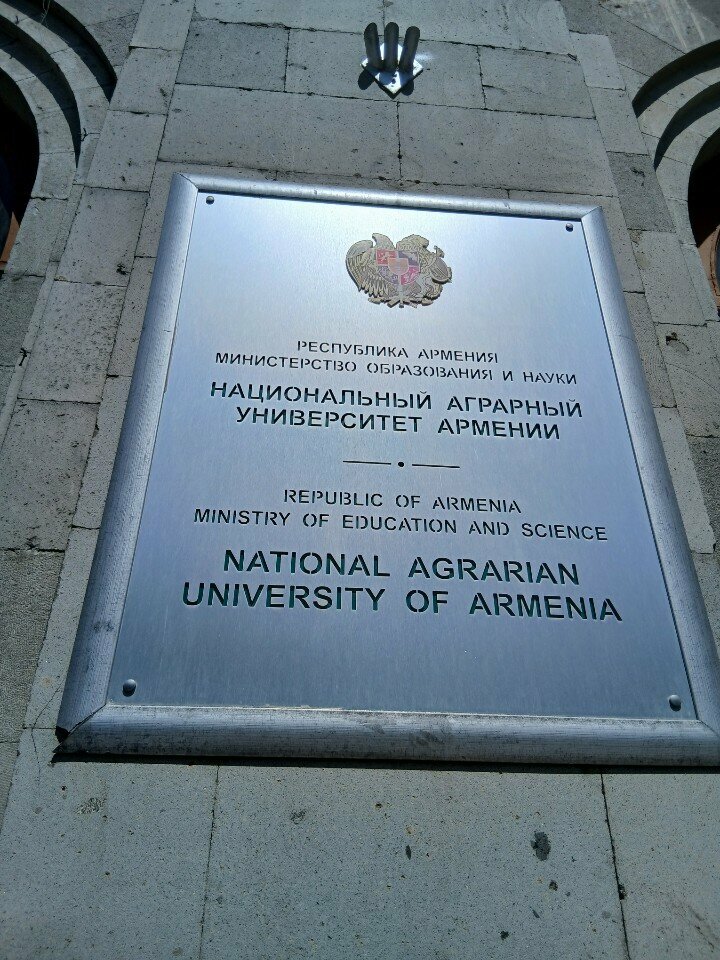 РЕСПУБЛИКА АРМЕНИЯ
МИНИСТЕРСТВО ОБРАЗОВАНИЯ И НАУКИ
НАЦИОНАЛЬНЫЙ АГРАРНЫЙ
УНИВЕРСИТЕТ АРМЕНИИ
REPUBLIC OF ARMENIA
MINISTRY OF EDUCATION AND SCIENCE
NATIONAL AGRARIAN
UNIVERSITY OF ARMENIA